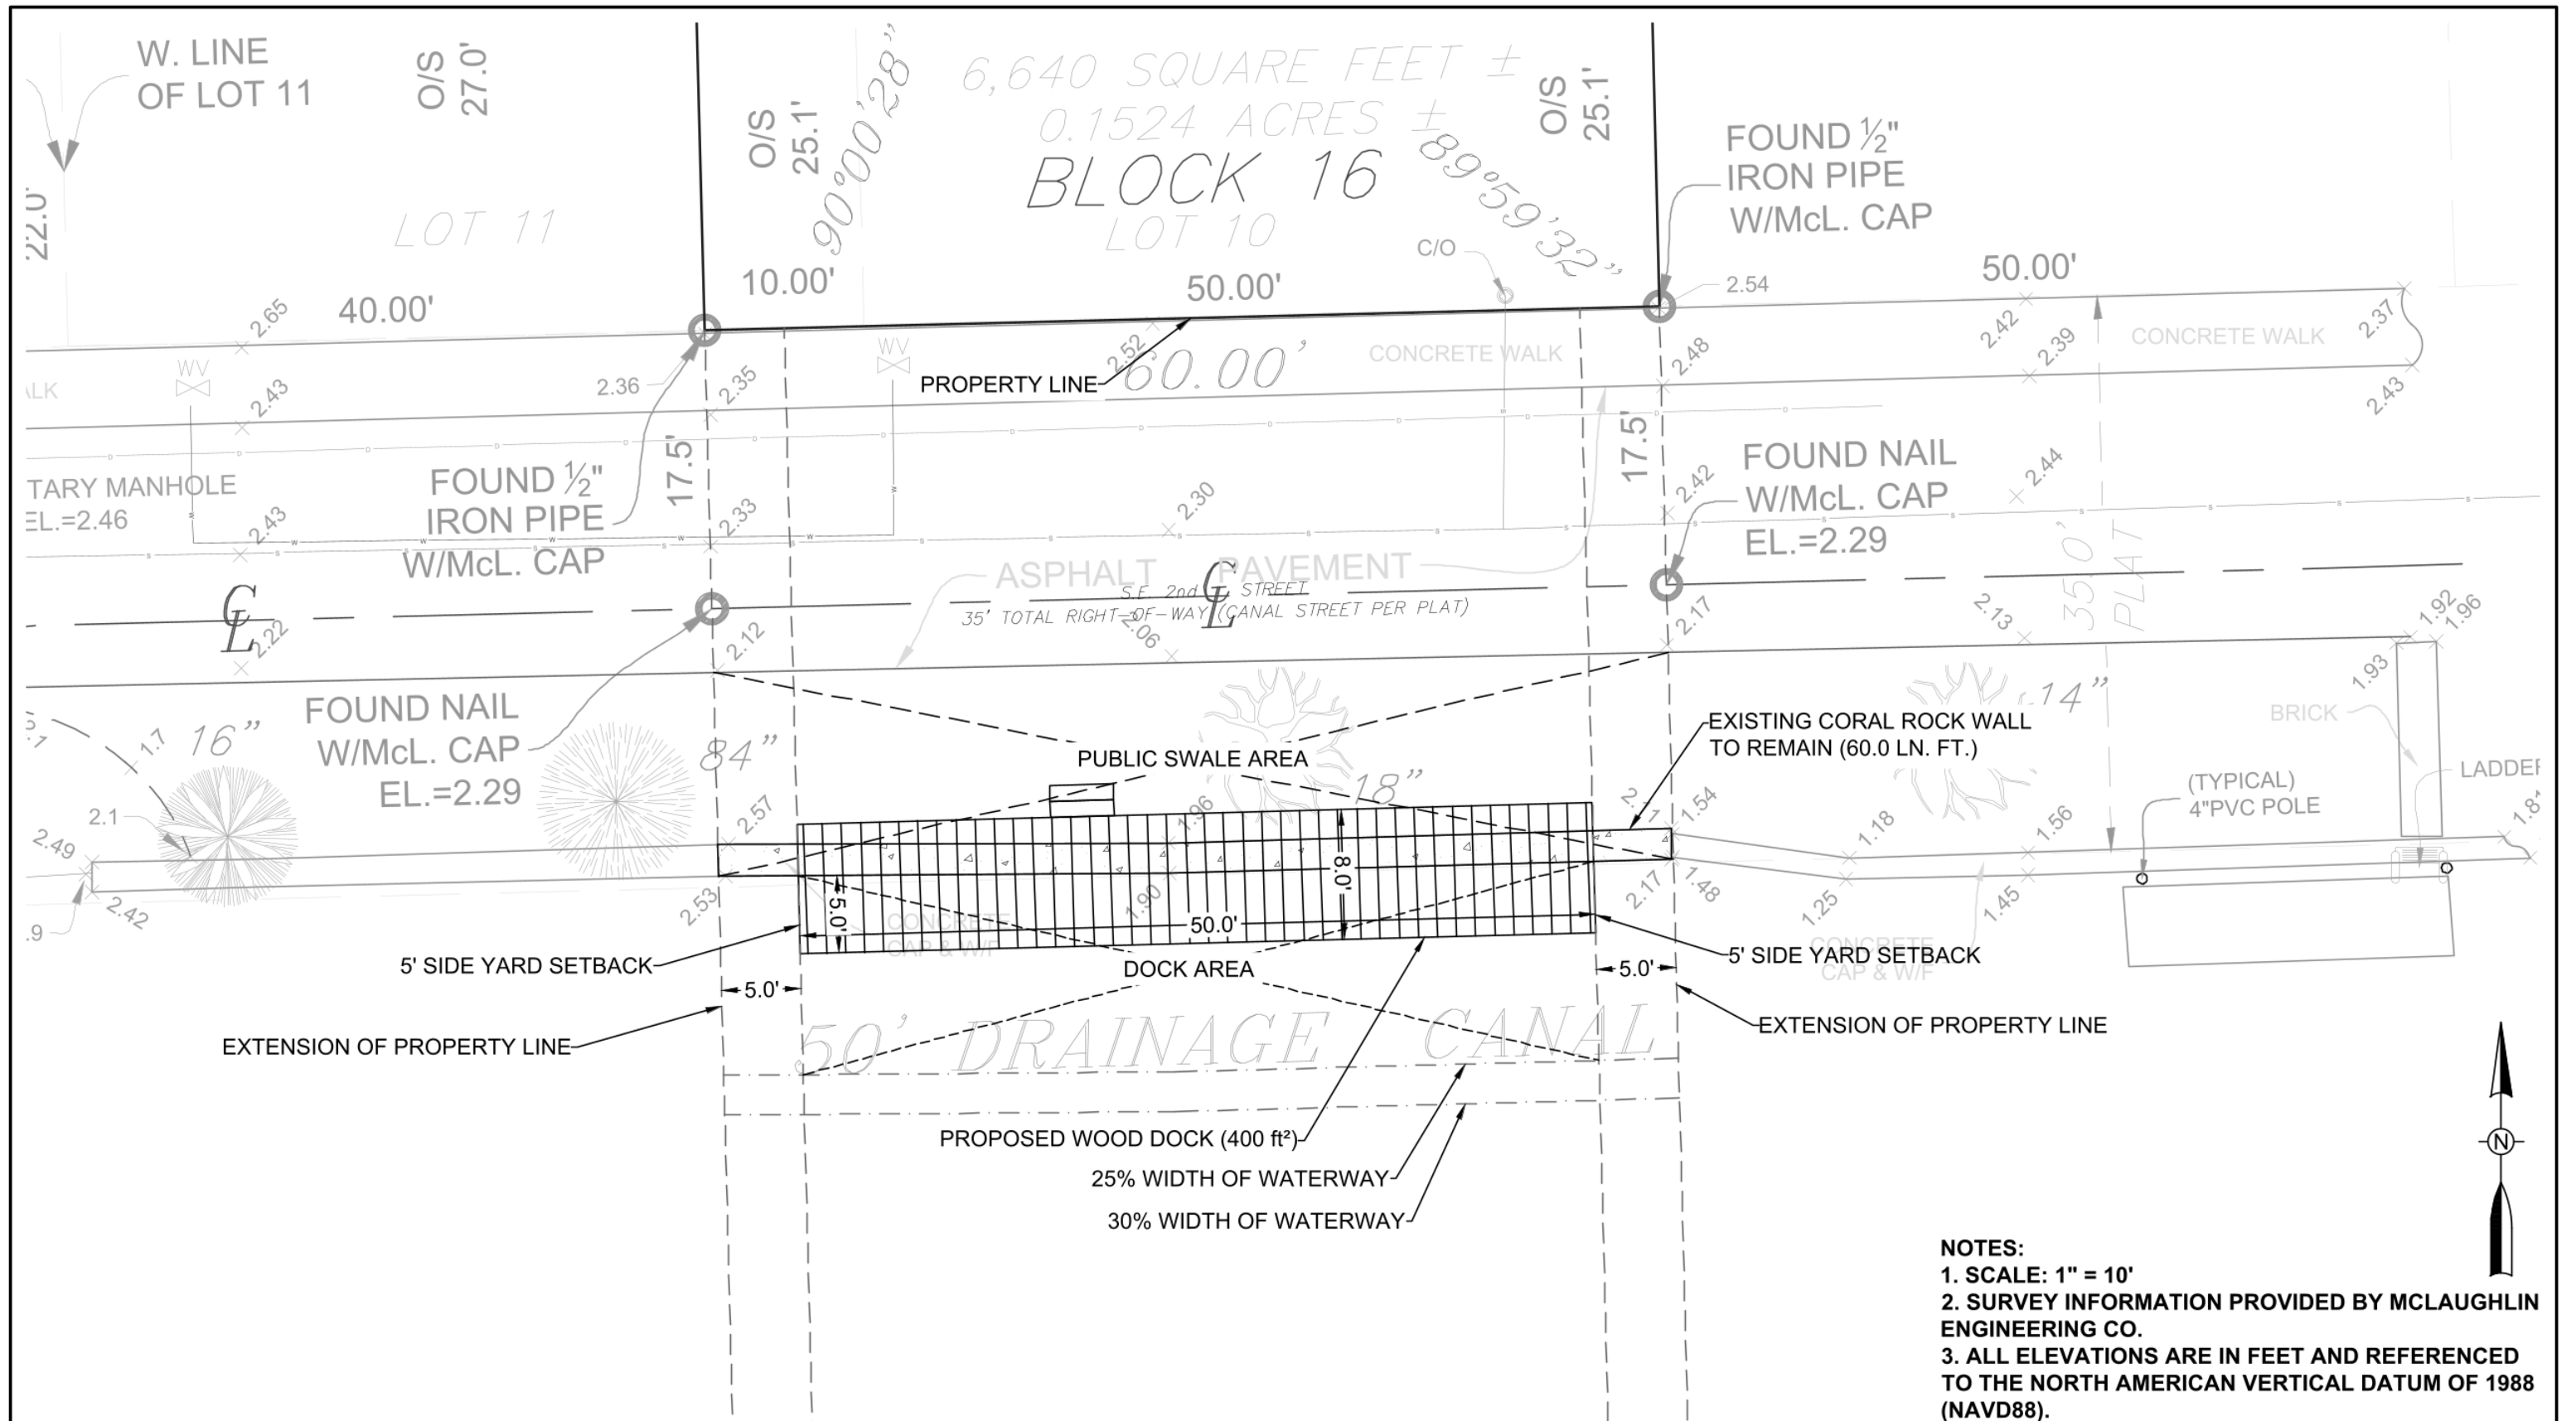 W. LINE
OF LOT 11
O/S
27.0'
22.0'
LOT 11
40.00'
O/S
25.1'
90°00'28"
10.00'
6,640 SQUARE FEET ±
0.1524 ACRES ±
BLOCK 16
LOT 10
50.00'
89°59'32"
O/S
25.1'
C/O
FOUND ½"
IRON PIPE
W/McL. CAP
2.54
50.00'
2.65
WV
2.43
2.36
2.35
WV
2.52
60.00'
PROPERTY LINE
CONCRETE WALK
2.48
2.42
2.39
CONCRETE WALK
2.37
2.43
TARY MANHOLE
EL.=2.46
2.43
FOUND ½"
IRON PIPE
W/McL. CAP
17.5'
2.33
2.30
17.5'
2.42
FOUND NAIL
W/McL. CAP
EL.=2.29
2.44
35.0'
PLAT
ASPHALT PAVEMENT
S.E. 2nd STREET
35' TOTAL RIGHT-OF-WAY (CANAL STREET PER PLAT)
CL
CL
2.22
2.12
2.06
2.17
2.13
1.92
1.96
1.93
FOUND NAIL
W/McL. CAP
EL.=2.29
1.7
16"
84"
18"
14"
2.1
2.49
2.42
.9
2.57
2.53
PUBLIC SWALE AREA
1.96
1.90
EXISTING CORAL ROCK WALL
TO REMAIN (60.0 LN. FT.)
1.54
2.17
1.48
1.18
1.25
1.56
1.45
BRICK
LADDER
(TYPICAL)
4"PVC POLE
5.0'
8.0'
50.0'
CONCRETE
CAP & W/F
CONCRETE
CAP & W/F
5' SIDE YARD SETBACK
DOCK AREA
5' SIDE YARD SETBACK
5.0'
5.0'
EXTENSION OF PROPERTY LINE
EXTENSION OF PROPERTY LINE
50' DRAINAGE CANAL
PROPOSED WOOD DOCK (400 ft²)
25% WIDTH OF WATERWAY
30% WIDTH OF WATERWAY
N
NOTES:
1. SCALE: 1" = 10'
2. SURVEY INFORMATION PROVIDED BY MCLAUGHLIN
ENGINEERING CO.
3. ALL ELEVATIONS ARE IN FEET AND REFERENCED
TO THE NORTH AMERICAN VERTICAL DATUM OF 1988
(NAVD88).